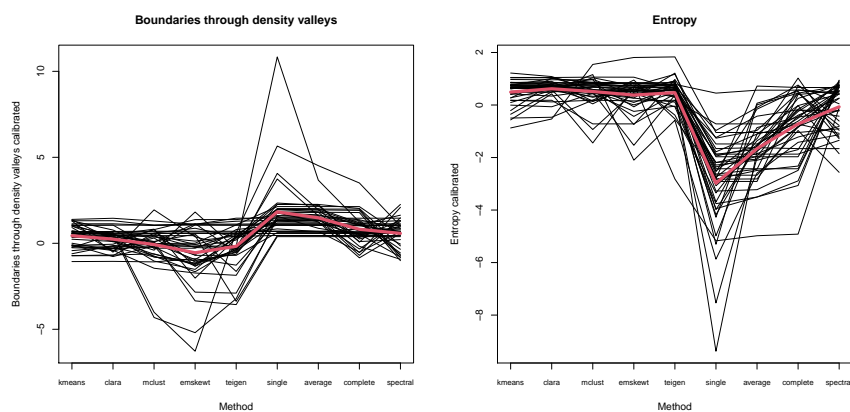 Boundaries through density valleys
Boundaries through density valleys calibrated
10
5
0
−5
kmeans clara mclust emskewt teigen single average complete spectral
Method
Entropy
Entropy calibrated
2
0
−2
−4
−6
−8
kmeans clara mclust emskewt teigen single average complete spectral
Method